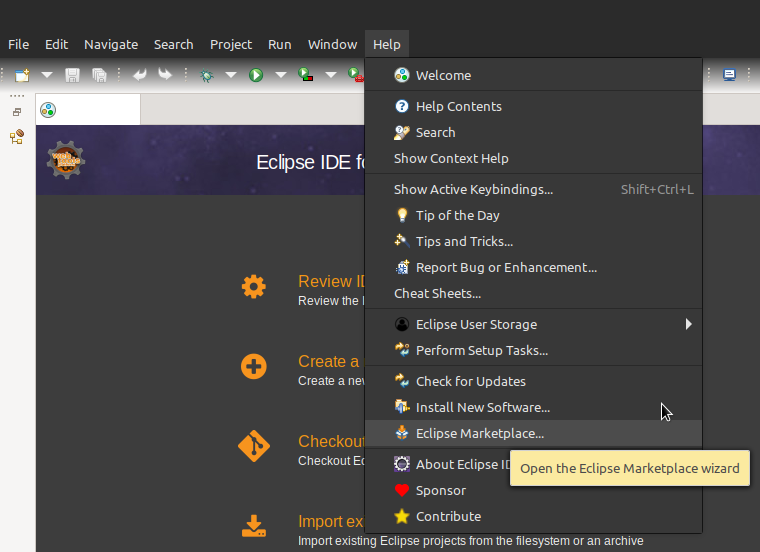 File Edit Navigate Search Project Run Window Help
Welcome
Help Contents
Search
Show Context Help
Show Active Keybindings... Shift+Ctrl+L
Tip of the Day
Tips and Tricks...
Report Bug or Enhancement...
Cheat Sheets...
Eclipse User Storage
Perform Setup Tasks...
Check for Updates
Install New Software...
Eclipse Marketplace...
About Eclipse ID
Open the Eclipse Marketplace wizard
Sponsor
Contribute
Eclipse IDE fo
Review ID
Review the
Create a
Create a new
Checkout
Checkout Ec
Import ex
Import existing Eclipse projects from the filesystem or an archive